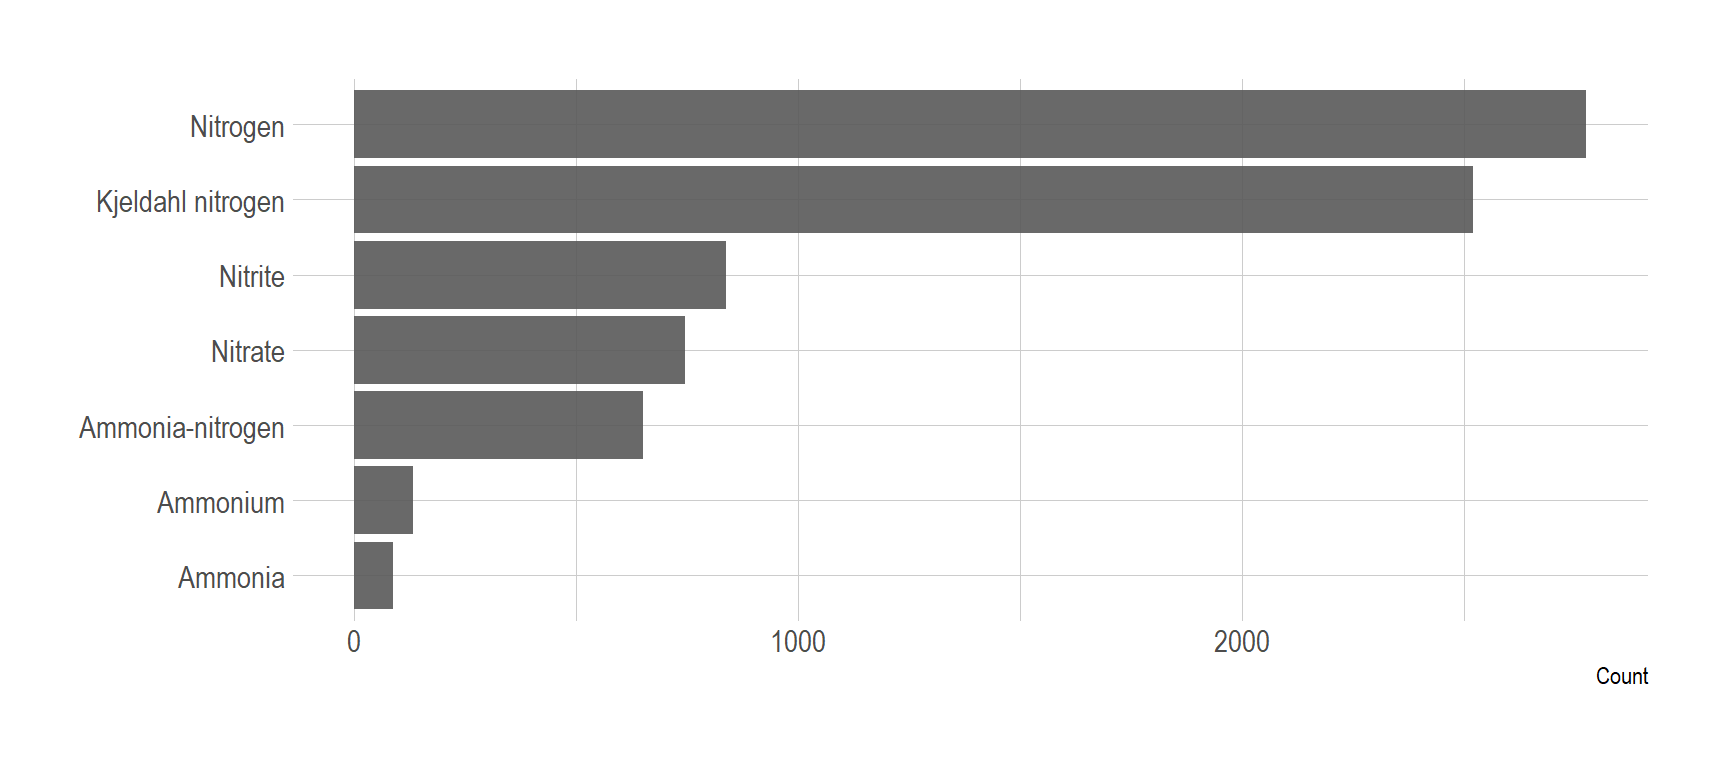 Nitrogen
Kjeldahl nitrogen
Nitrite
Nitrate
Ammonia-nitrogen
Ammonium
Ammonia
0 1000 2000
Count